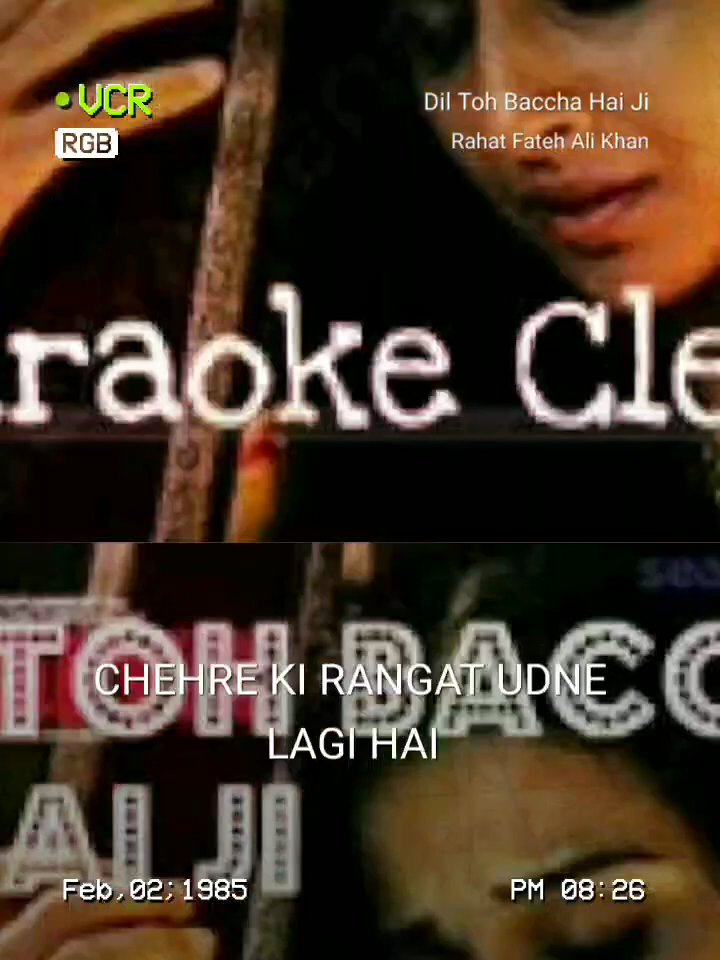 VCR
Dil Toh Baccha Hai Ji
RGB
Rahat Fateh Ali Khan
raoke Cle
TOH BACC
CHEHRE KI RANGAT UDNE
LAGI HAI
AI JI
Feb,02;1985
PM 08:26